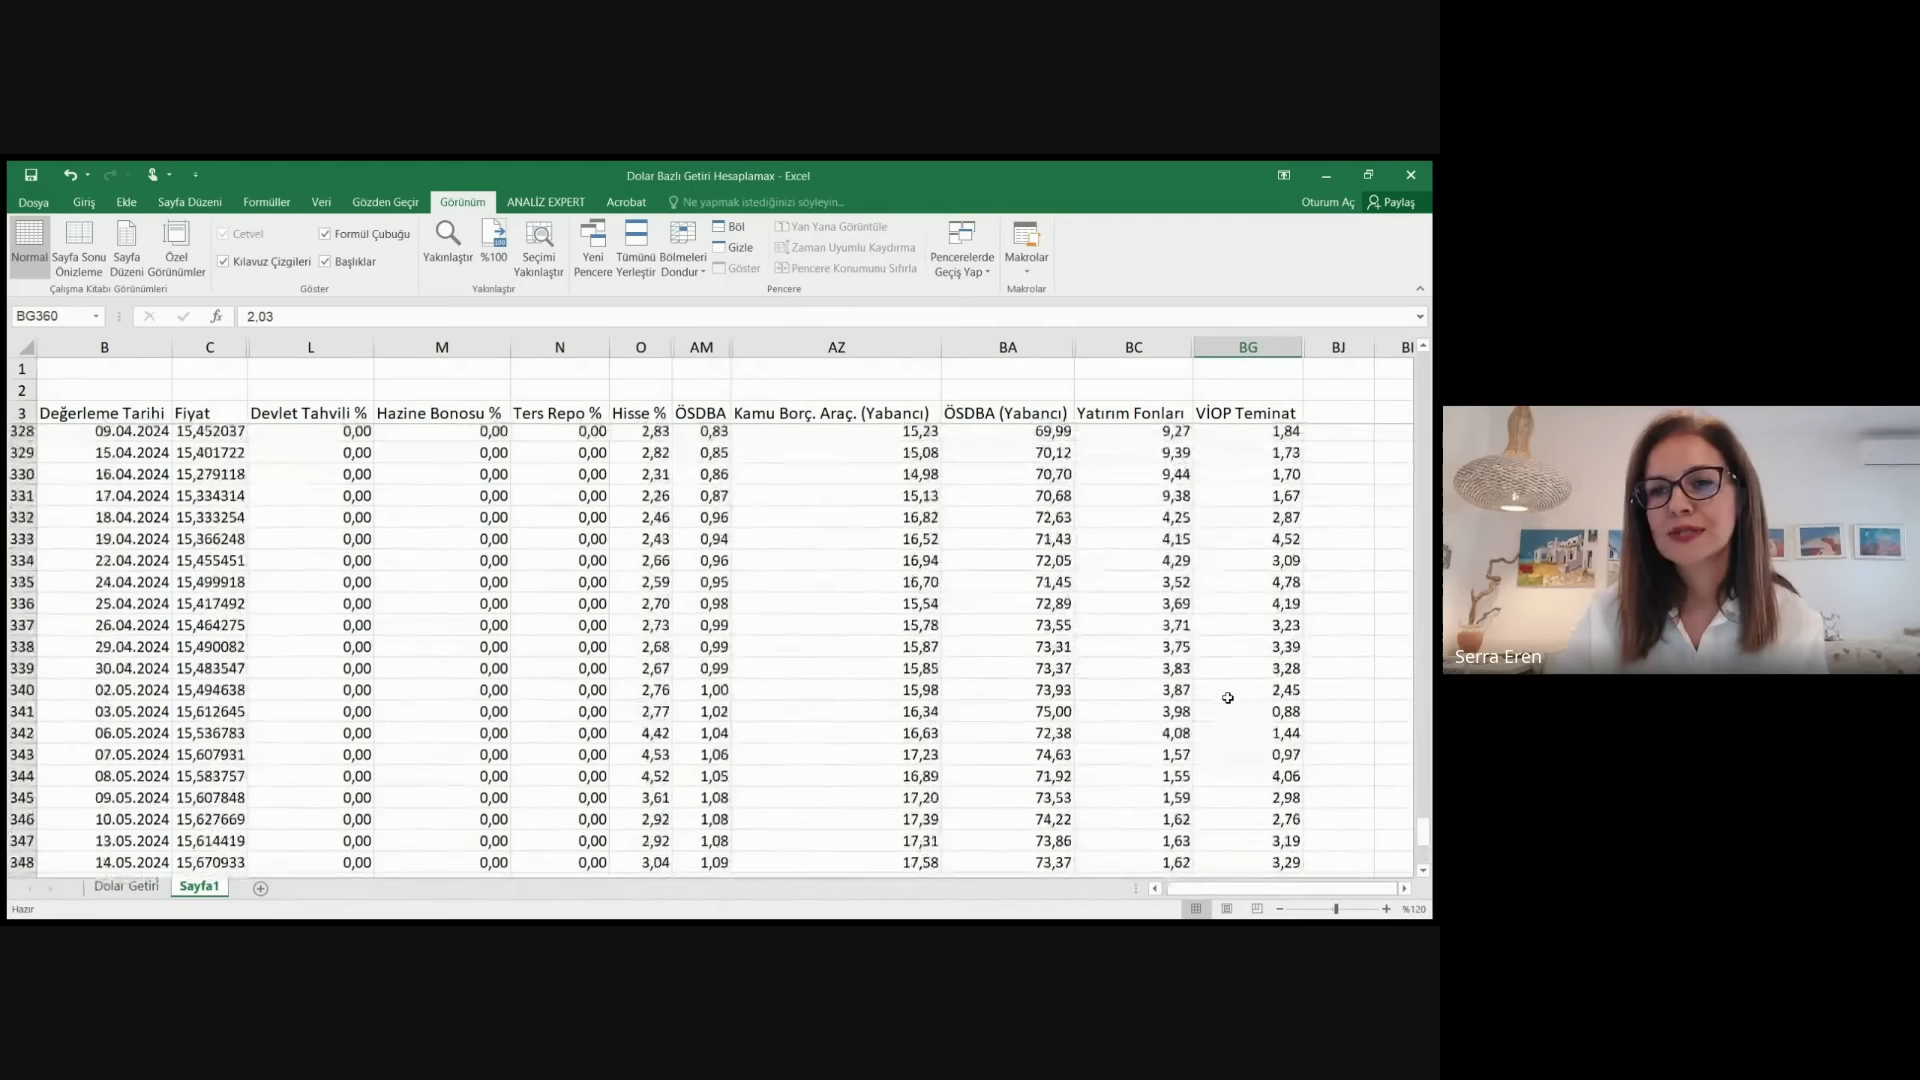 Dolar Bazlı Getiri Hesaplamax - Excel
Dosya Giriş Ekle Sayfa Düzeni Formüller Veri Gözden Geçir Görünüm ANALİZ EXPERT Acrobat Ne yapmak istediğinizi söyleyin... Oturum Aç Paylaş
Normal Sayfa Sonu Önizleme Sayfa Düzeni Özel Görünümler
Çalışma Kitabı Görünümleri
Cetvel Formül Çubuğu
Kılavuz Çizgileri Başlıklar
Göster
Yakınlaştır %100 Seçimi Yakınlaştır
Yakınlaştır
Yeni Pencere Tümünü Yerleştir Bölmeleri Dondur
Böl
Gizle
Göster
Yan Yana Görüntüle
Zaman Uyumlu Kaydırma
Pencere Konumunu Sıfırla
Pencerelerde Geçiş Yap
Pencere
Makrolar
Makrolar
BG360 fx 2,03
B C L M N O AM AZ BA BC BG BJ
1
2
3 Değerleme Tarihi Fiyat Devlet Tahvili % Hazine Bonosu % Ters Repo % Hisse % ÖSDBA Kamu Borç. Araç. (Yabancı) ÖSDBA (Yabancı) Yatırım Fonları VİOP Teminat
328 09.04.2024 15,452037 0,00 0,00 0,00 2,83 0,83 15,23 69,99 9,27 1,84
329 15.04.2024 15,401722 0,00 0,00 0,00 2,82 0,85 15,08 70,12 9,39 1,73
330 16.04.2024 15,279118 0,00 0,00 0,00 2,31 0,86 14,98 70,70 9,44 1,70
331 17.04.2024 15,334314 0,00 0,00 0,00 2,26 0,87 15,13 70,68 9,38 1,67
332 18.04.2024 15,333254 0,00 0,00 0,00 2,46 0,96 16,82 72,63 4,25 2,87
333 19.04.2024 15,366248 0,00 0,00 0,00 2,43 0,94 16,52 71,43 4,15 4,52
334 22.04.2024 15,455451 0,00 0,00 0,00 2,66 0,96 16,94 72,05 4,29 3,09
335 24.04.2024 15,499918 0,00 0,00 0,00 2,59 0,95 16,70 71,45 3,52 4,78
336 25.04.2024 15,417492 0,00 0,00 0,00 2,70 0,98 15,54 72,89 3,69 4,19
337 26.04.2024 15,464275 0,00 0,00 0,00 2,73 0,99 15,78 73,55 3,71 3,23
338 29.04.2024 15,490082 0,00 0,00 0,00 2,68 0,99 15,87 73,31 3,75 3,39
339 30.04.2024 15,483547 0,00 0,00 0,00 2,67 0,99 15,85 73,37 3,83 3,28
340 02.05.2024 15,494638 0,00 0,00 0,00 2,76 1,00 15,98 73,93 3,87 2,45
341 03.05.2024 15,612645 0,00 0,00 0,00 2,77 1,02 16,34 75,00 3,98 0,88
342 06.05.2024 15,536783 0,00 0,00 0,00 4,42 1,04 16,63 72,38 4,08 1,44
343 07.05.2024 15,607931 0,00 0,00 0,00 4,53 1,06 17,23 74,63 1,57 0,97
344 08.05.2024 15,583757 0,00 0,00 0,00 4,52 1,05 16,89 71,92 1,55 4,06
345 09.05.2024 15,607848 0,00 0,00 0,00 3,61 1,08 17,20 73,53 1,59 2,98
346 10.05.2024 15,627669 0,00 0,00 0,00 2,92 1,08 17,39 74,22 1,62 2,76
347 13.05.2024 15,614419 0,00 0,00 0,00 2,92 1,08 17,31 73,86 1,63 3,19
348 14.05.2024 15,670933 0,00 0,00 0,00 3,04 1,09 17,58 73,37 1,62 3,29
Dolar Getiri Sayfa1
Hazır %120
Serra Eren